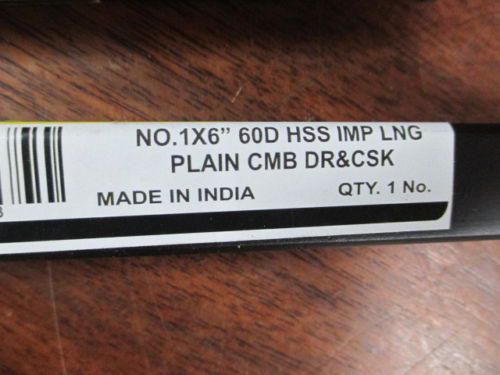 NO.1X6" 60D HSS IMP LNG
PLAIN CMB DR&CSK
MADE IN INDIA QTY. 1 No.